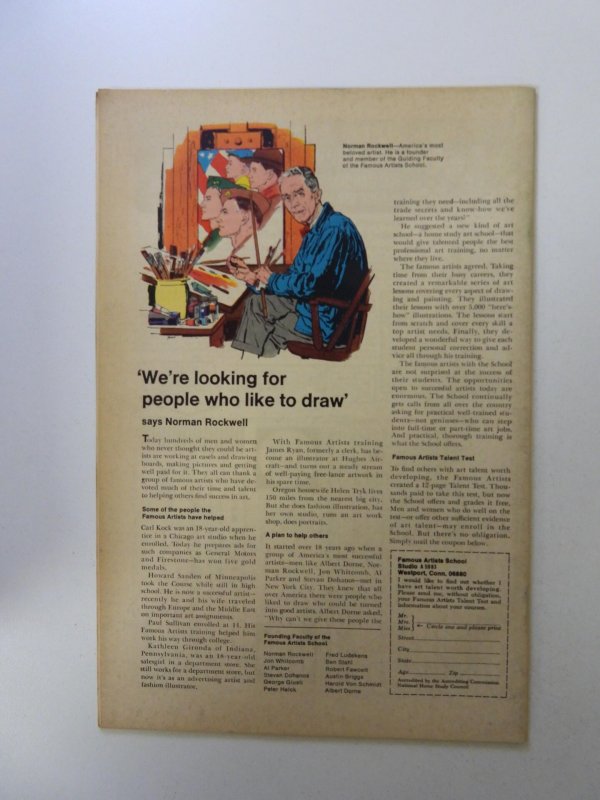 Norman Rockwell—America's most
beloved artist. He is a founder
and member of the Guiding Faculty
of the Famous Artists School.
'We're looking for
people who like to draw'
says Norman Rockwell
Today hundreds of men and women
who never thought they could be art-
ists are working at easels and drawing
boards, making pictures and getting
well paid for it. They all can thank a
group of famous artists who have de-
voted much of their time and talent
to helping others find success in art.
Some of the people the
Famous Artists have helped
Carl Kock was an 18-year-old appren-
tice in a Chicago art studio when he
enrolled. Today he prepares ads for
such companies as General Motors
and Firestone—has won five gold
medals.
Howard Sanden of Minneapolis
took the Course while still in high
school. He is now a successful artist—
recently he and his wife traveled
through Europe and the Middle East
on important art assignments.
Paul Sullivan enrolled at 14. His
Famous Artists training helped him
work his way through college.
Kathleen Gironda of Indiana,
Pennsylvania, was an 18-year-old
salesgirl in a department store. She
still works for a department store, but
now it's as an advertising artist and
fashion illustrator.
With Famous Artists training
James Ryan, formerly a clerk, has be-
come an illustrator at Hughes Air-
craft—and turns out a steady stream
of well-paying free-lance artwork in
his spare time.
Oregon housewife Helen Tryk lives
150 miles from the nearest big city.
But she does fashion illustration, has
her own studio, runs an art work
shop, does portraits.
A plan to help others
It started over 18 years ago when a
group of America's most successful
artists—men like Albert Dorne, Nor-
man Rockwell, Jon Whitcomb, Al
Parker and Stevan Dohanos—met in
New York City. They knew that all
over America there were people who
liked to draw who could be turned
into good artists. Albert Dorne asked,
"Why can't we give these people the
Founding Faculty of the
Famous Artists School
Norman Rockwell
Jon Whitcomb
Al Parker
Stevan Dohanos
George Giusti
Peter Helck
Fred Ludekens
Ben Stahl
Robert Fawcett
Austin Briggs
Harold Von Schmidt
Albert Dorne
training they need—including all the
trade secrets and know-how we've
learned over the years?"
He suggested a new kind of art
school—a home study art school—that
would give talented people the best
professional art training, no matter
where they live.
The famous artists agreed. Taking
time from their busy careers, they
created a remarkable series of art
lessons covering every aspect of draw-
ing and painting. They illustrated
their lessons with over 5,000 "here's-
how" illustrations. The lessons start
from scratch and cover every skill a
top artist needs. Finally, they de-
veloped a wonderful way to give each
student personal correction and ad-
vice all through his training.
The famous artists with the School
are not surprised at the success of
their students. The opportunities
open to successful artists today are
enormous. The School continually
gets calls from all over the country
asking for practical well-trained stu-
dents—not geniuses—who can step
into full-time or part-time art jobs.
And practical, thorough training is
what the School offers.
Famous Artists Talent Test
To find others with art talent worth
developing, the Famous Artists
created a 12-page Talent Test. Thou-
sands paid to take this test, but now
the School offers and grades it free.
Men and women who do well on the
test—or offer other sufficient evidence
of art talent—may enroll in the
School. But there's no obligation.
Simply mail the coupon below.
Famous Artists School
Westport, Conn. 06880
I would like to find out whether I
have art talent worth developing.
Please send me, without obligation,
your Famous Artists Talent Test and
information about your courses.
Mr.
Mrs. Circle one and please print
Miss
Street
City
State
Age Zip
Accredited by the Accrediting Commission
National Home Study Council